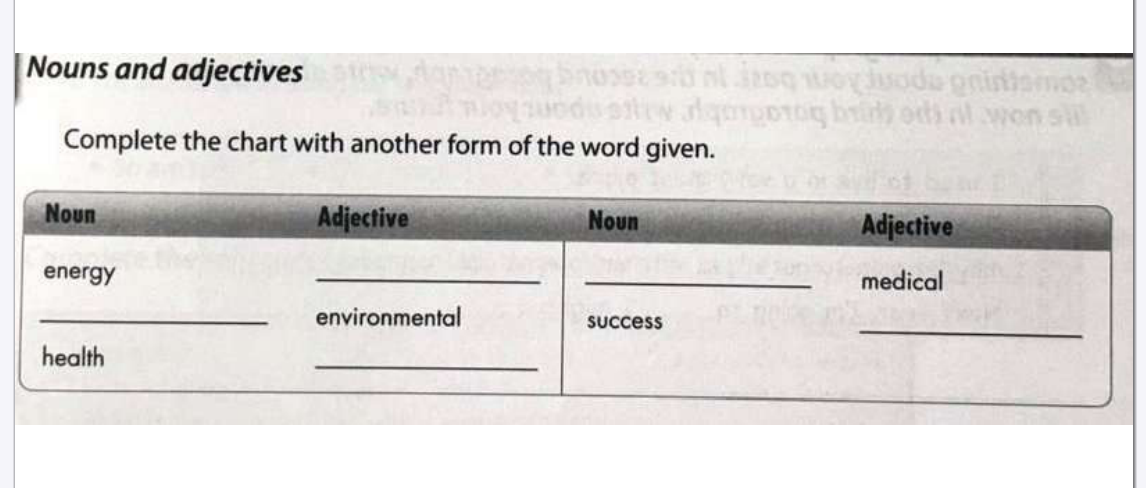 Nouns and adjectives
Complete the chart with another form of the word given.
Noun Adjective Noun Adjective
energy medical
environmental success
health